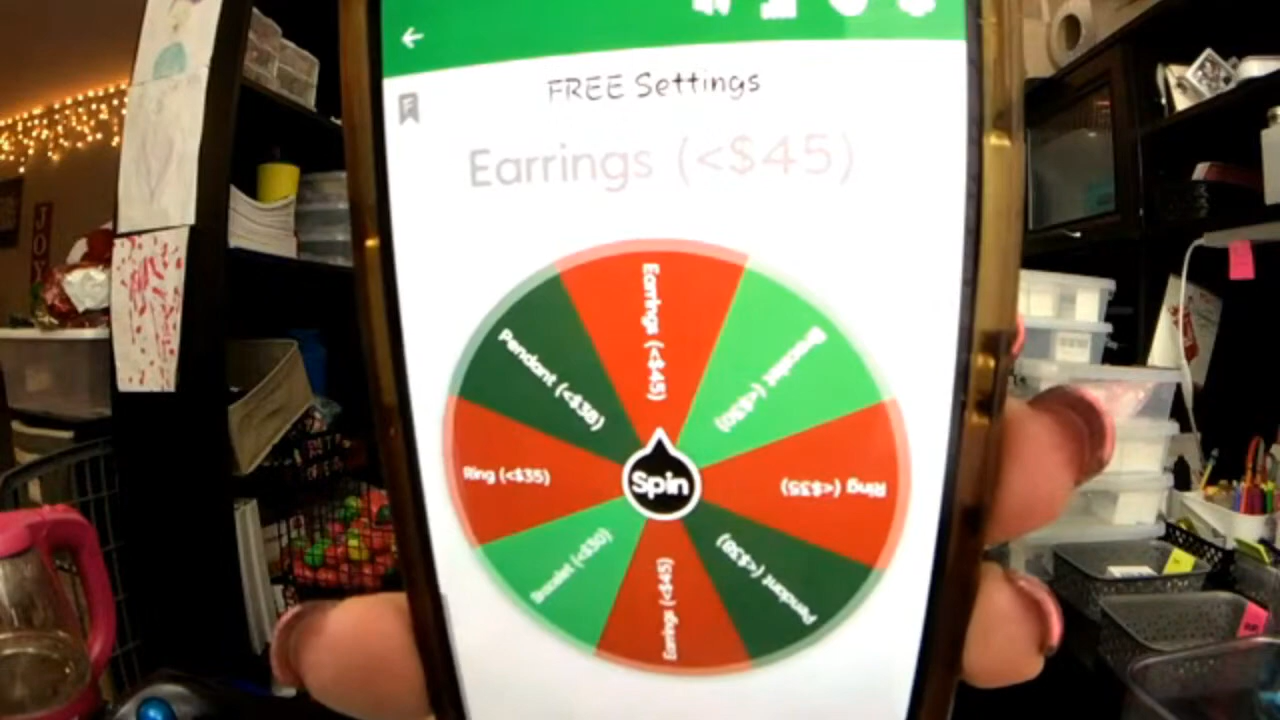 FREE Settings
Earrings (<$45)
Earrings (<$45)
Bracelet (<$30)
Ring (<$35)
Pendant (<$38)
Earrings (<$45)
Bracelet (<$30)
Ring (<$35)
Pendant (<$38)
Spin
JOY